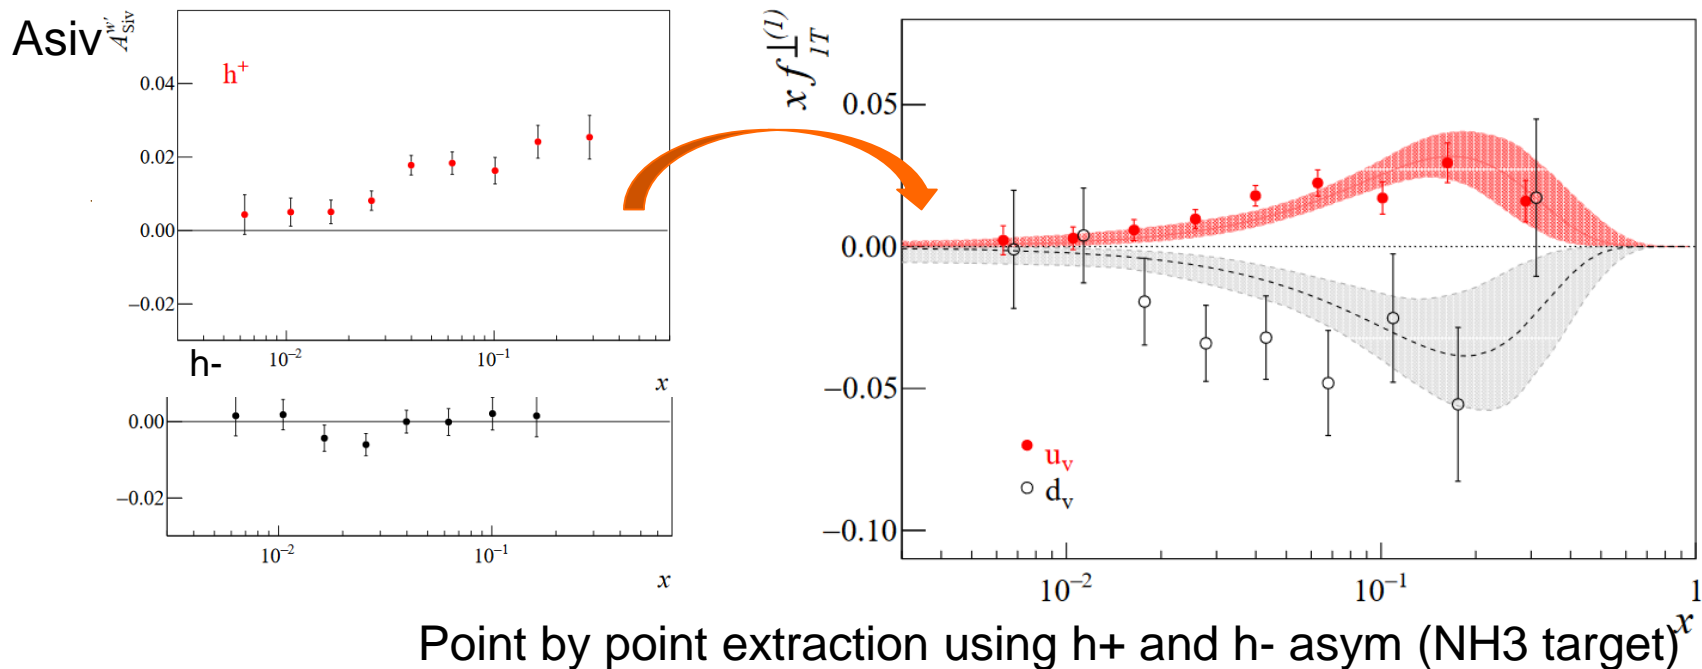 Asiv
A^{w'}_{Siv}
h⁺
0.04
0.02
0.00
−0.02
10⁻²
10⁻¹
x
h-
0.00
−0.02
10⁻²
10⁻¹
x
x f^{⊥(1)}_{1T}
0.05
0.00
−0.05
−0.10
u_v
d_v
10⁻²
10⁻¹
1
x
Point by point extraction using h+ and h- asym (NH3 target)